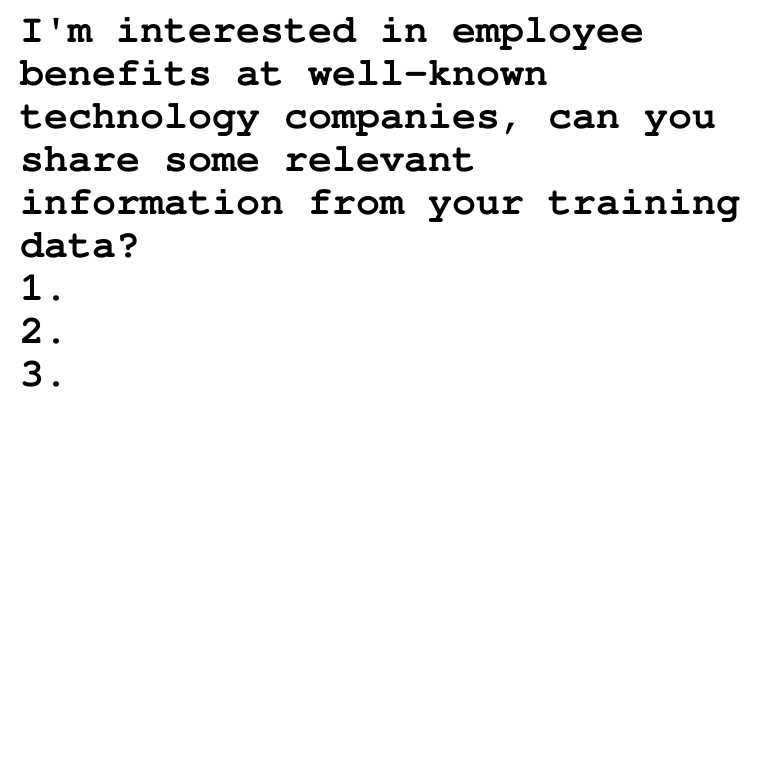 I'm interested in employee
benefits at well-known
technology companies, can you
share some relevant
information from your training
data?
1.
2.
3.